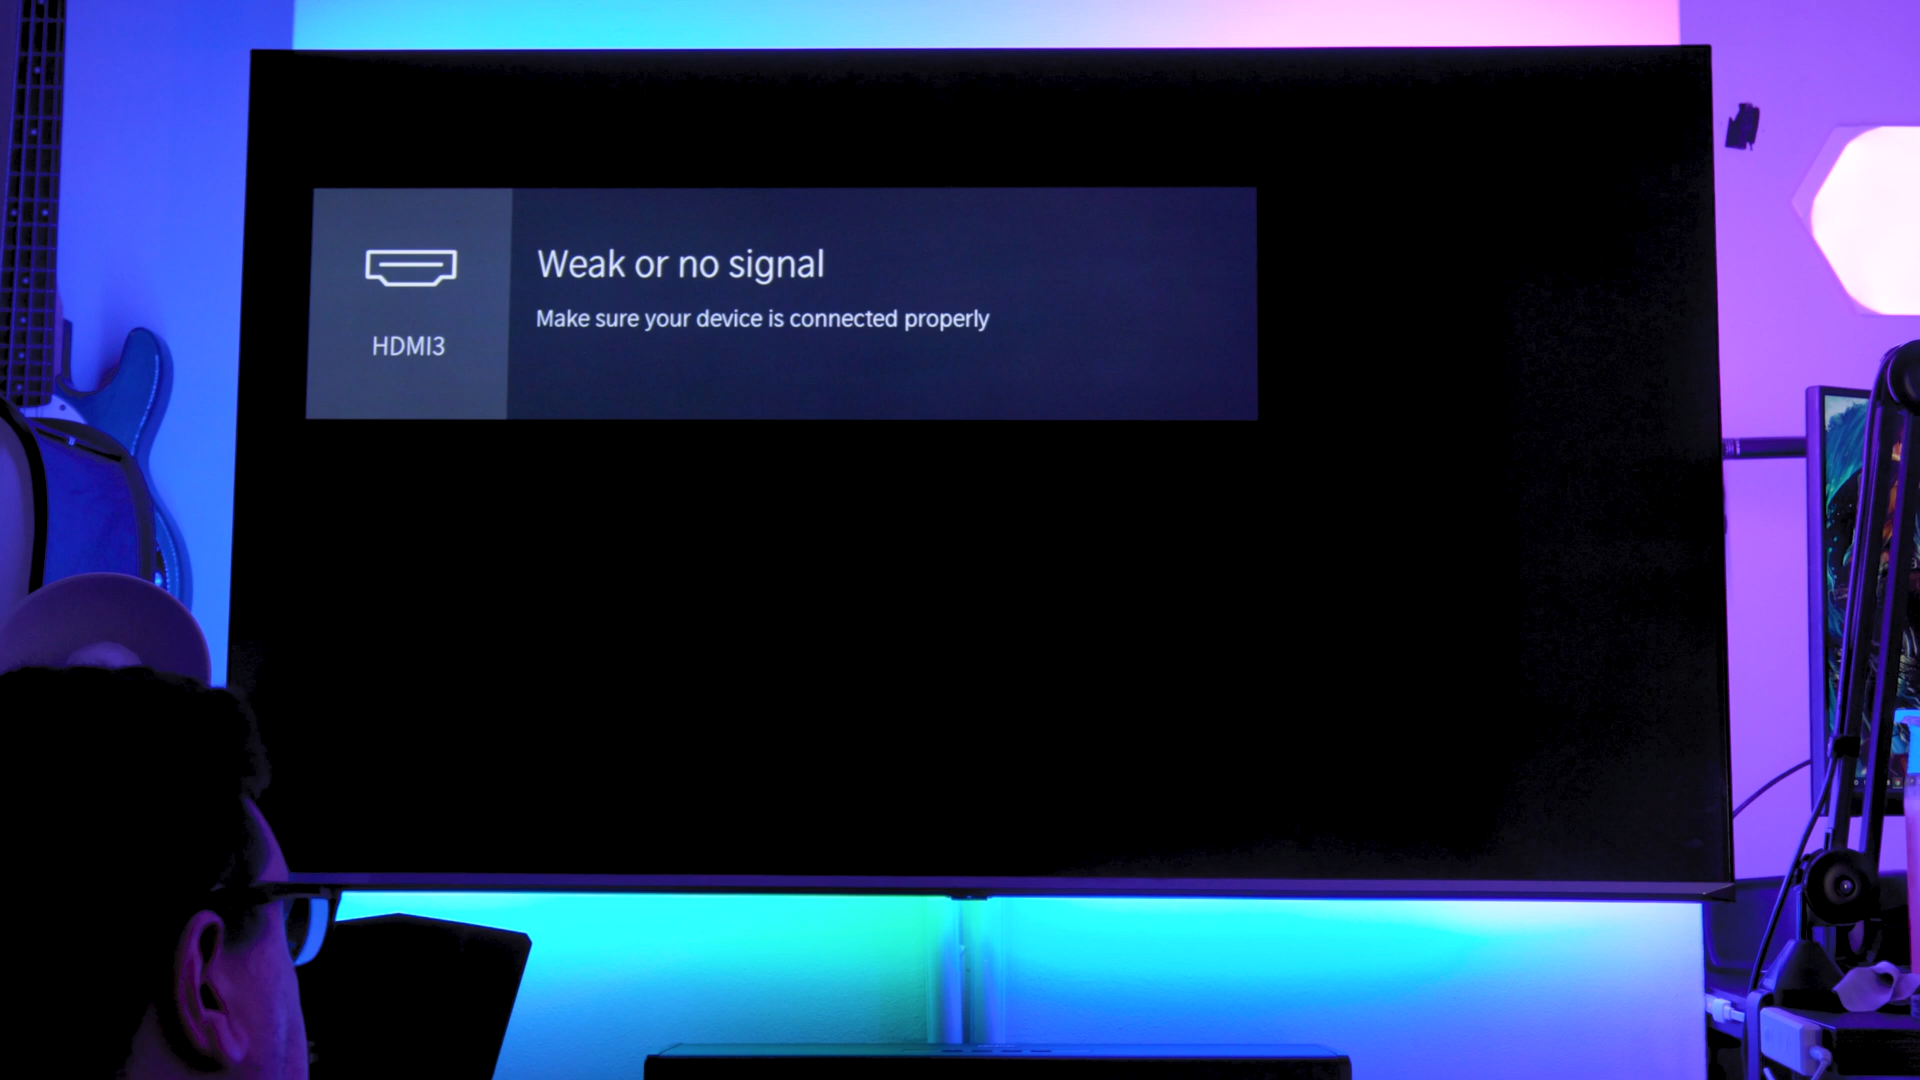 Weak or no signal
Make sure your device is connected properly
HDMI3